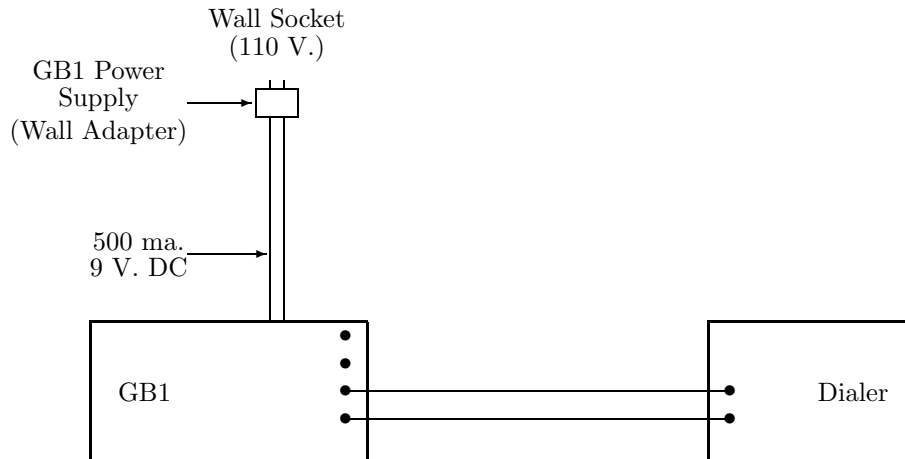 Wall Socket
(110 V.)
GB1 Power
Supply
(Wall Adapter)
500 ma.
9 V. DC
GB1
Dialer